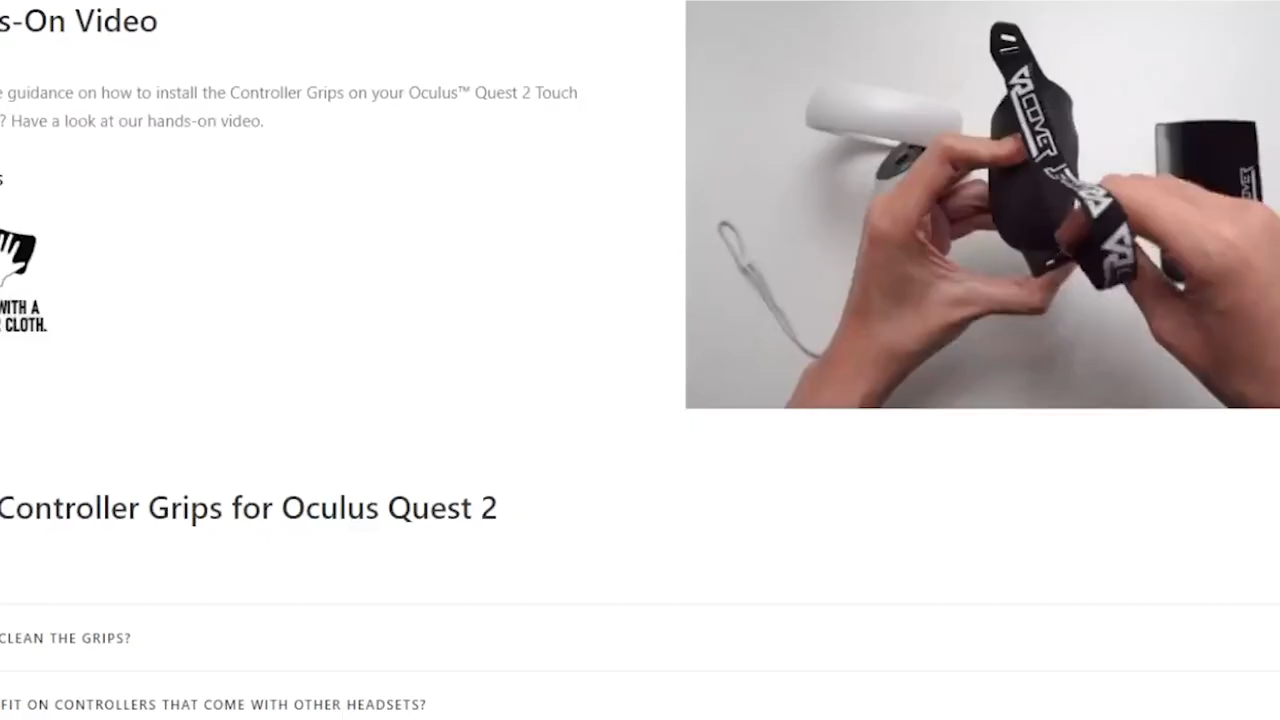 s-On Video
e guidance on how to install the Controller Grips on your Oculus™ Quest 2 Touch
? Have a look at our hands-on video.
s
WITH A
CLOTH.
VR COVER
Controller Grips for Oculus Quest 2
CLEAN THE GRIPS?
FIT ON CONTROLLERS THAT COME WITH OTHER HEADSETS?